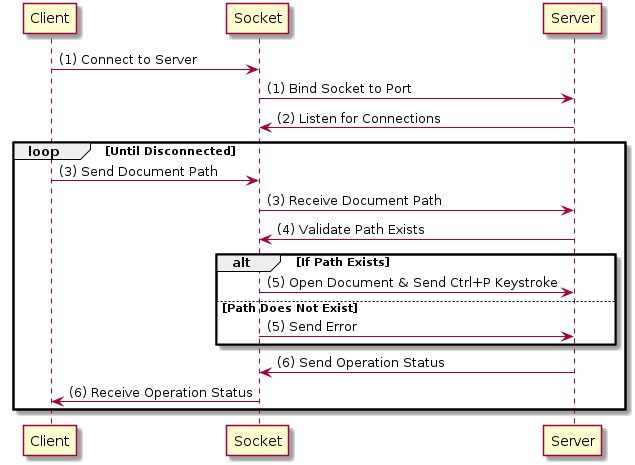 Client Socket Server
(1) Connect to Server
(1) Bind Socket to Port
(2) Listen for Connections
loop [Until Disconnected]
(3) Send Document Path
(3) Receive Document Path
(4) Validate Path Exists
alt [If Path Exists]
(5) Open Document & Send Ctrl+P Keystroke
[Path Does Not Exist]
(5) Send Error
(6) Send Operation Status
(6) Receive Operation Status
Client Socket Server